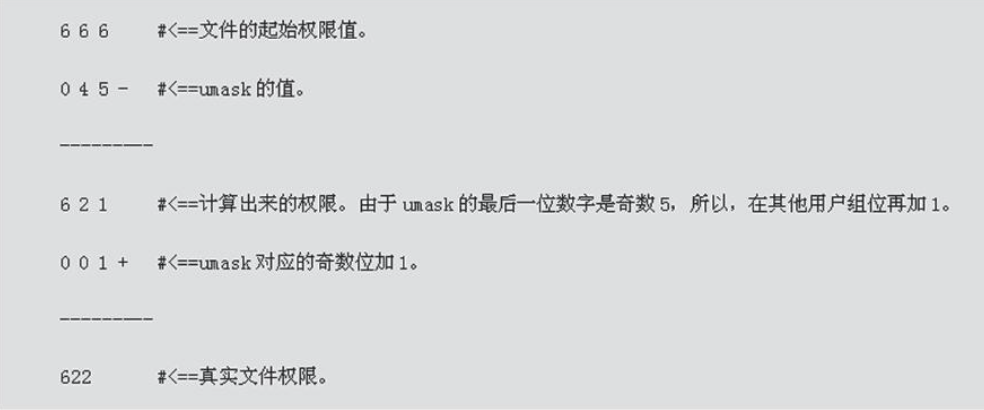 6 6 6 #<==文件的起始权限值。
0 4 5 - #<==umask 的值。
---------
6 2 1 #<==计算出来的权限。由于 umask 的最后一位数字是奇数 5，所以，在其他用户组位再加 1。
0 0 1 + #<==umask 对应的奇数位加 1。
---------
622 #<==真实文件权限。